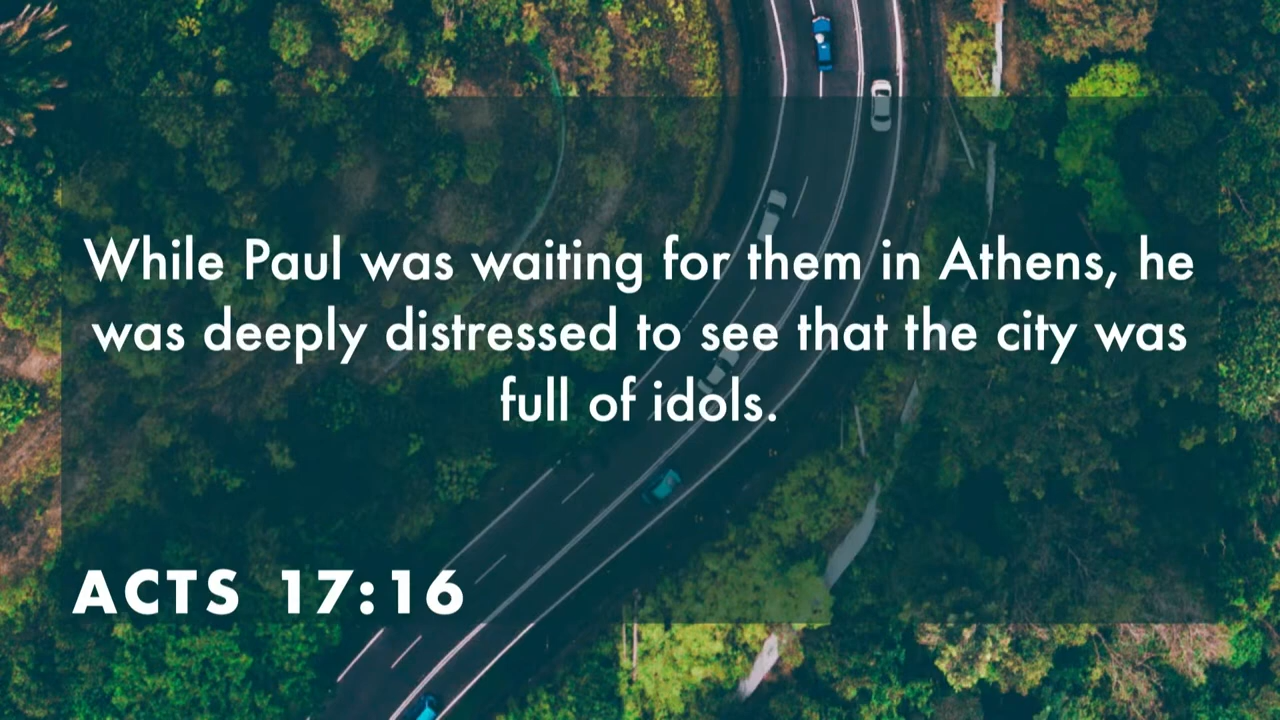 While Paul was waiting for them in Athens, he
was deeply distressed to see that the city was
full of idols.
ACTS 17:16